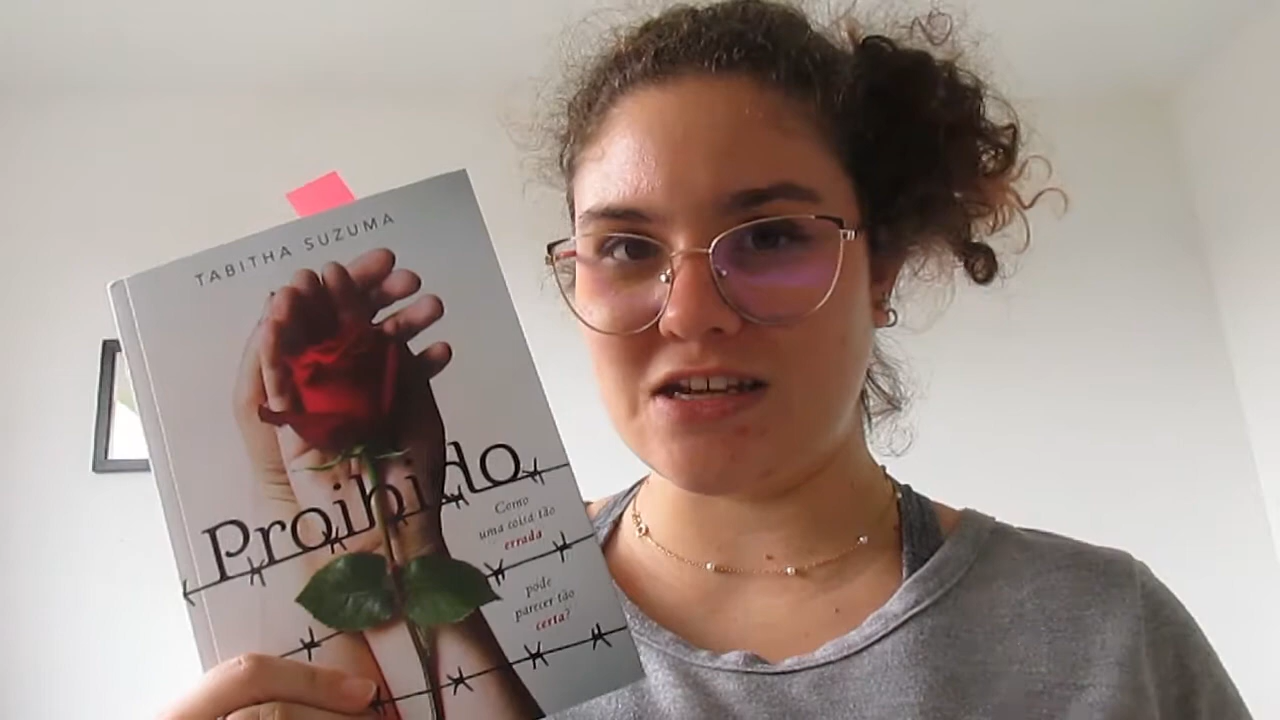 TABITHA SUZUMA
Proibido
Como
uma coisa tão
errada
pode
parecer tão
certa?